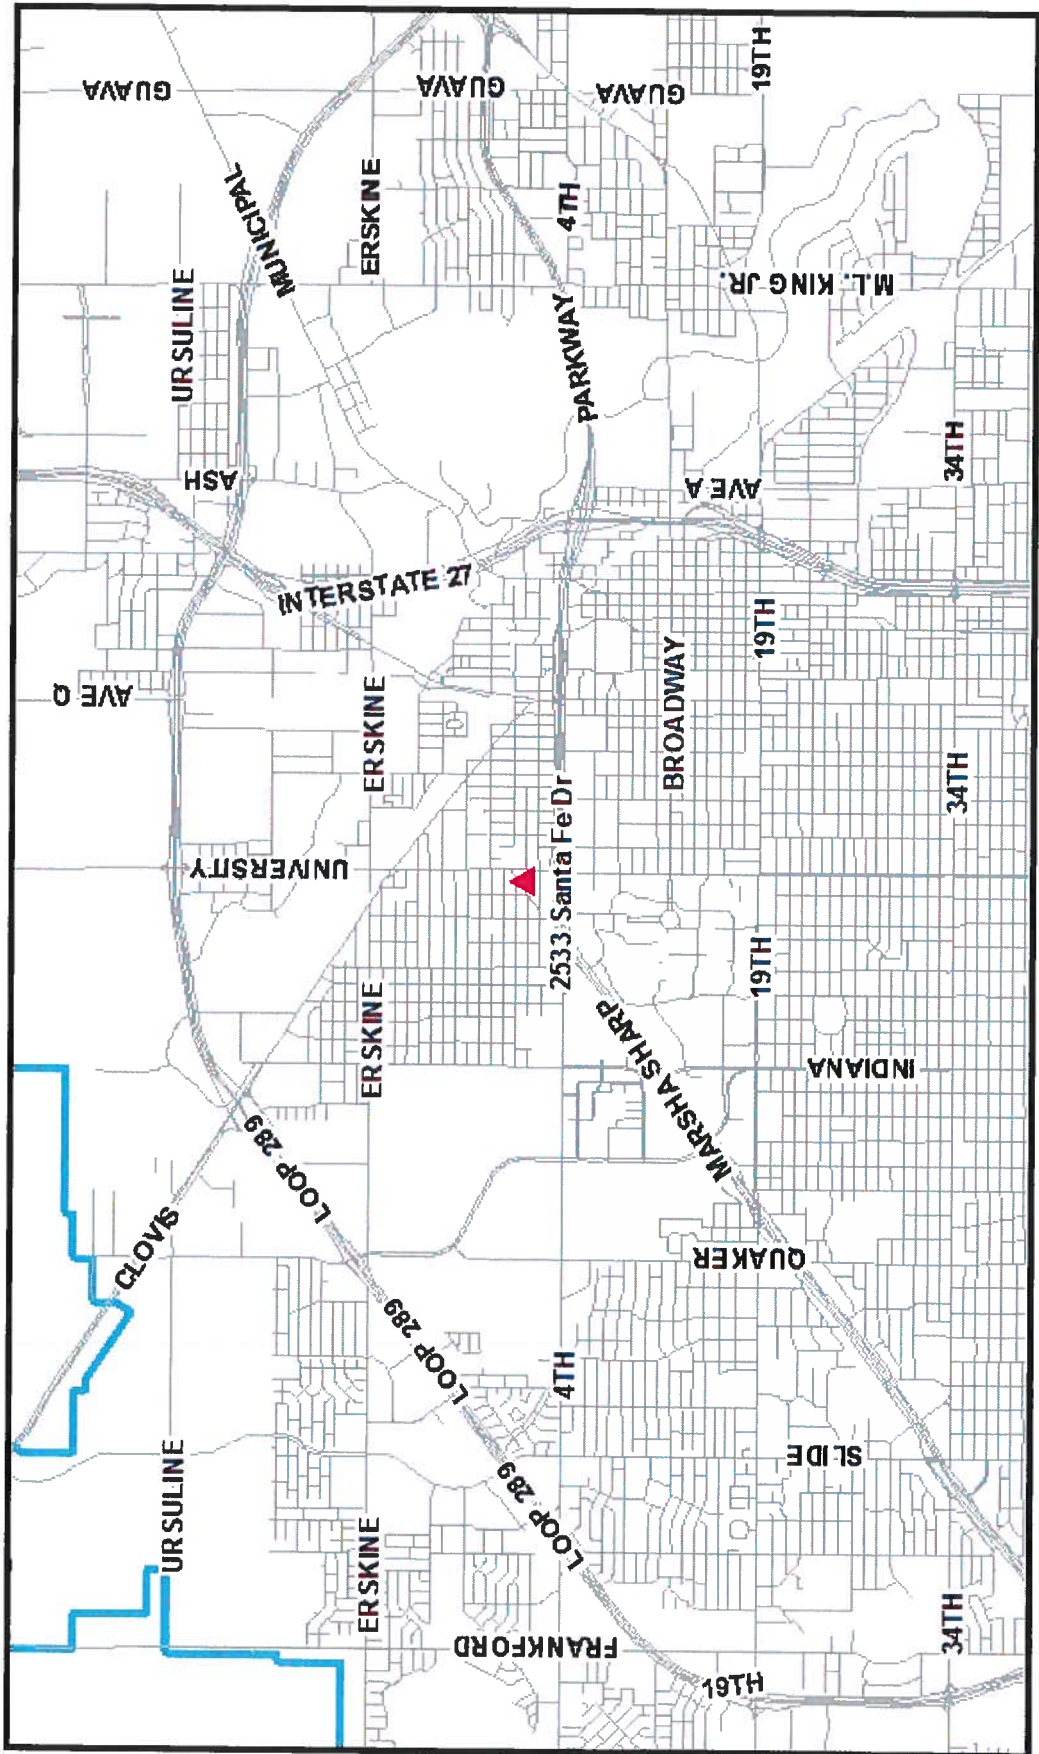 GUAVA
GUAVA
GUAVA
19TH
MUNICIPAL
ERSKINE
4TH
URSULINE
M.L. KING JR.
PARKWAY
ASH
AVE A
34TH
INTERSTATE 27
19TH
AVE Q
ERSKINE
BROADWAY
34TH
UNIVERSITY
2533 Santa Fe Dr
19TH
ERSKINE
MARSHA SHARP
INDIANA
LOOP 289
CLOVIS
QUAKER
LOOP 289
4TH
SLIDE
URSULINE
LOOP 289
ERSKINE
FRANKFORD
34TH
19TH